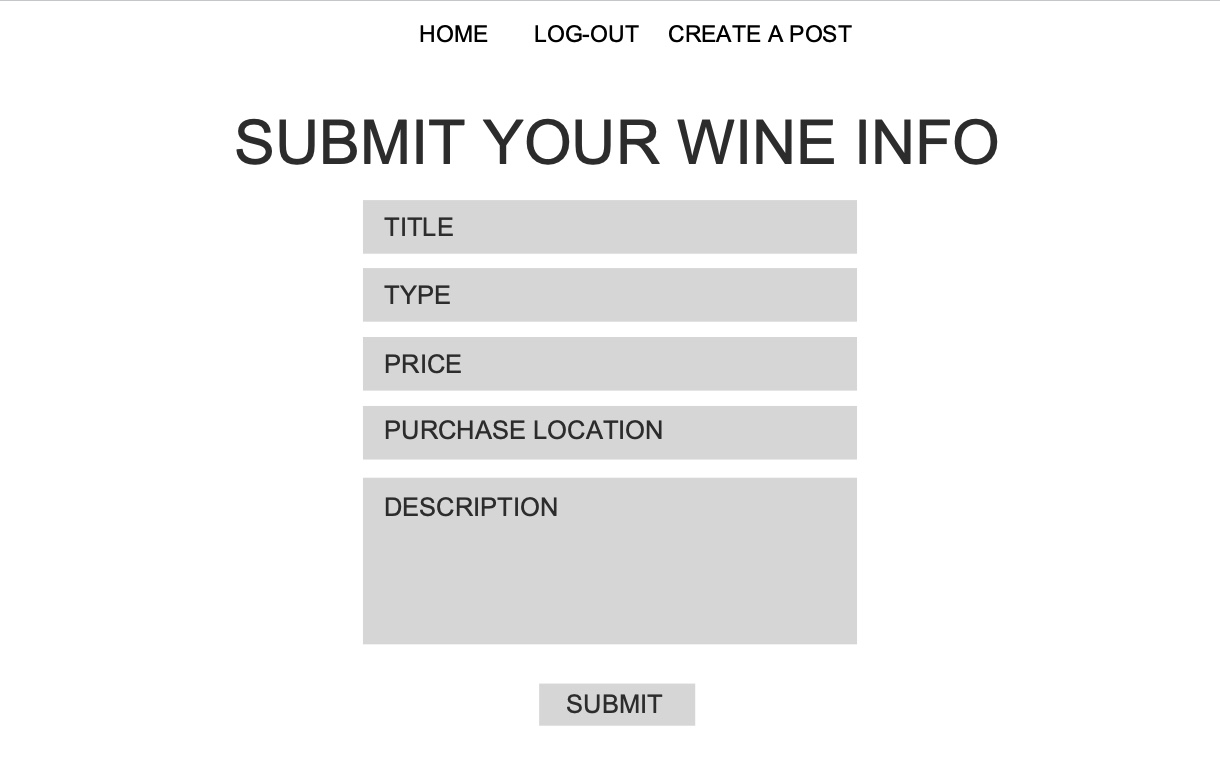 HOME LOG-OUT CREATE A POST
SUBMIT YOUR WINE INFO
TITLE
TYPE
PRICE
PURCHASE LOCATION
DESCRIPTION
SUBMIT